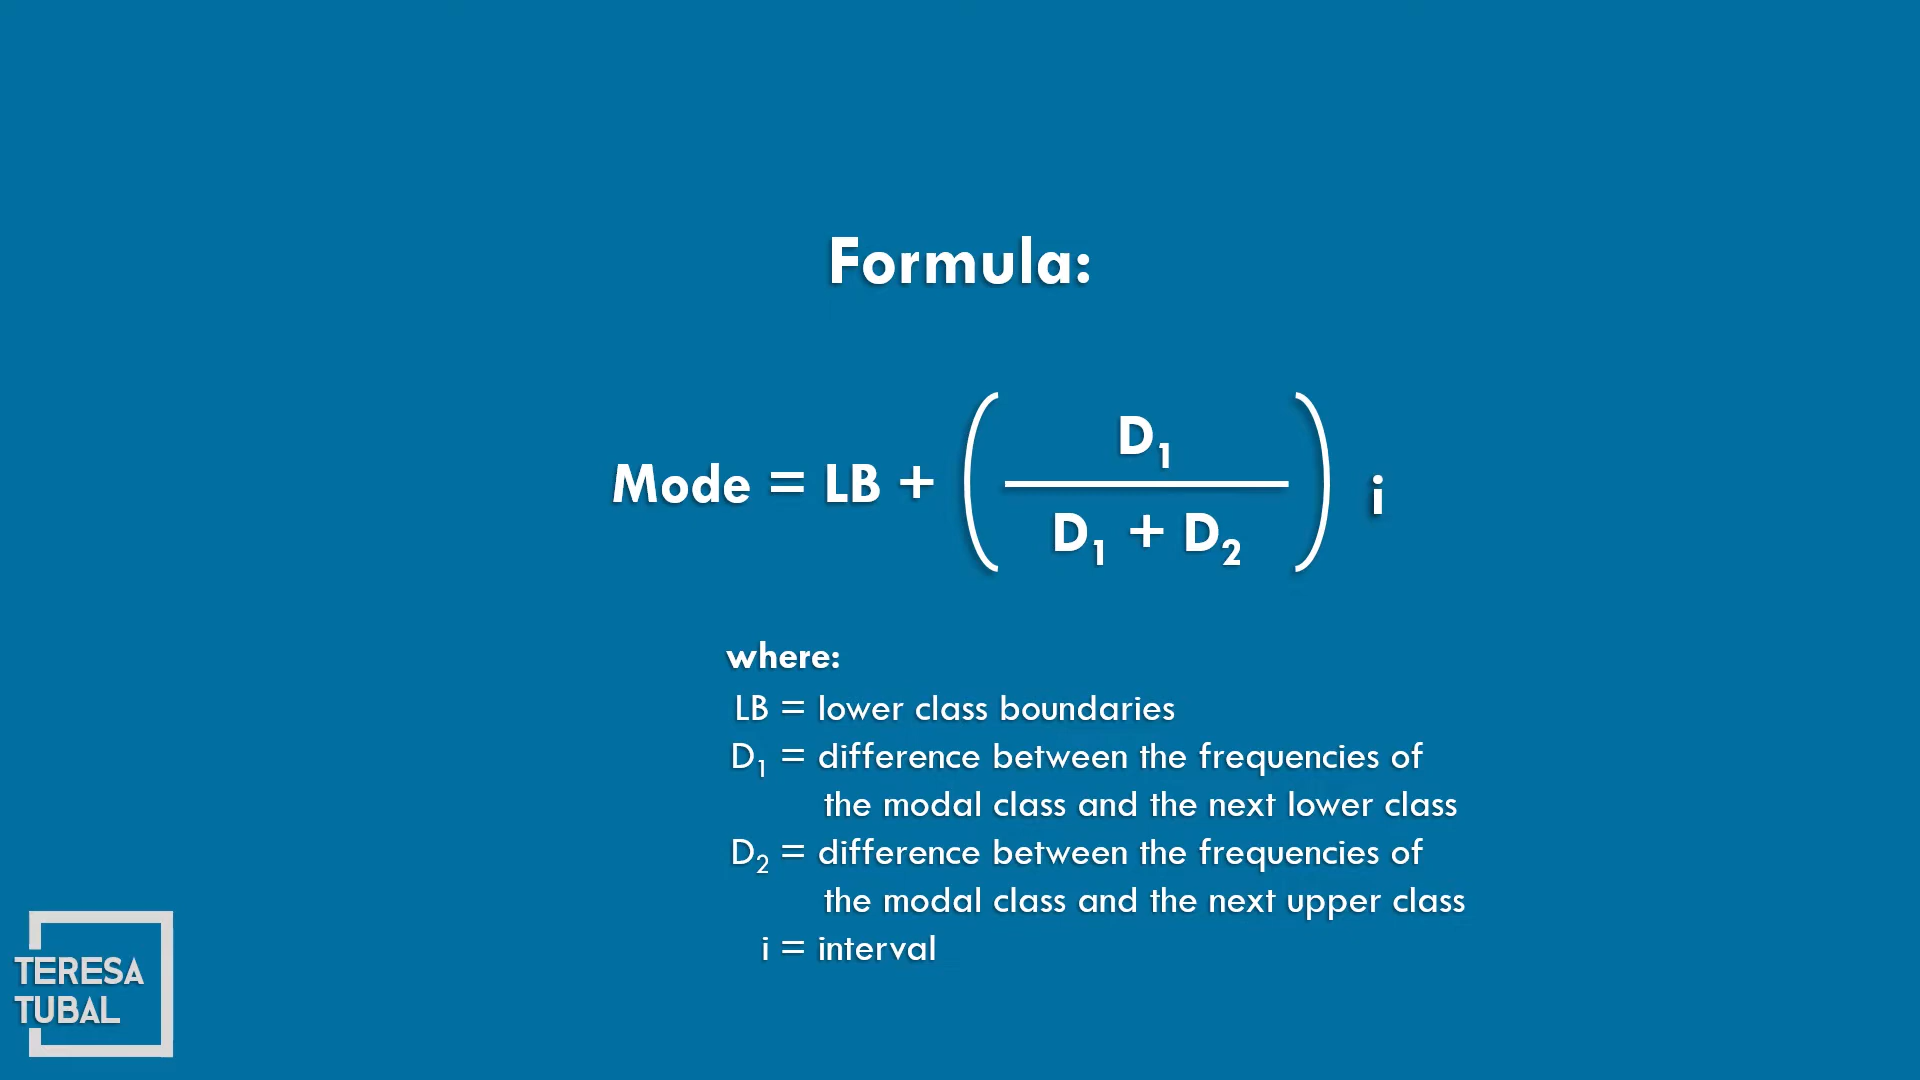 Formula:
Mode = LB + ( D₁ / D₁ + D₂ ) i
where:
LB = lower class boundaries
D₁ = difference between the frequencies of
the modal class and the next lower class
D₂ = difference between the frequencies of
the modal class and the next upper class
i = interval
TERESA
TUBAL